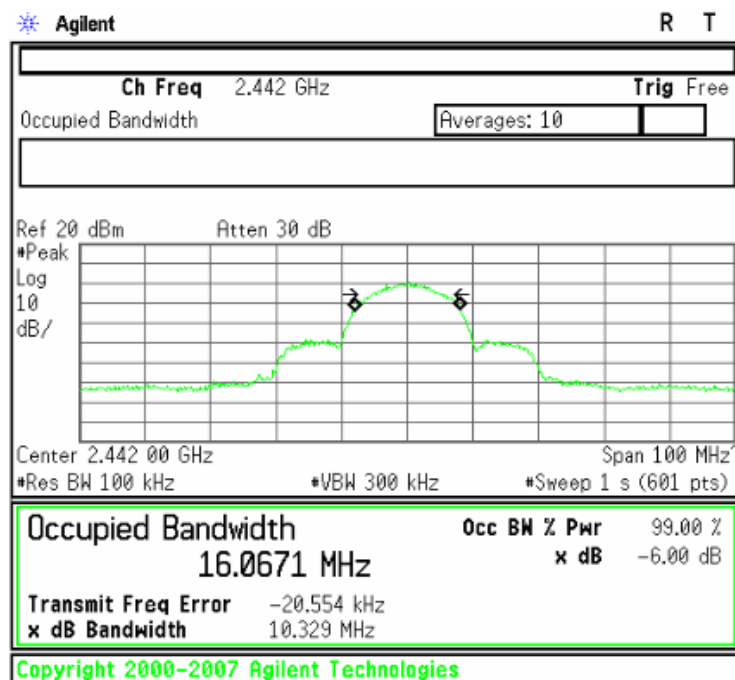 Agilent R T
Ch Freq 2.442 GHz Trig Free
Occupied Bandwidth Averages: 10
Ref 20 dBm Atten 30 dB
#Peak
Log
10
dB/
Center 2.442 00 GHz Span 100 MHz
#Res BW 100 kHz #VBW 300 kHz #Sweep 1 s (601 pts)
Occupied Bandwidth Occ BW % Pwr 99.00 %
16.0671 MHz x dB -6.00 dB
Transmit Freq Error -20.554 kHz
x dB Bandwidth 10.329 MHz
Copyright 2000-2007 Agilent Technologies